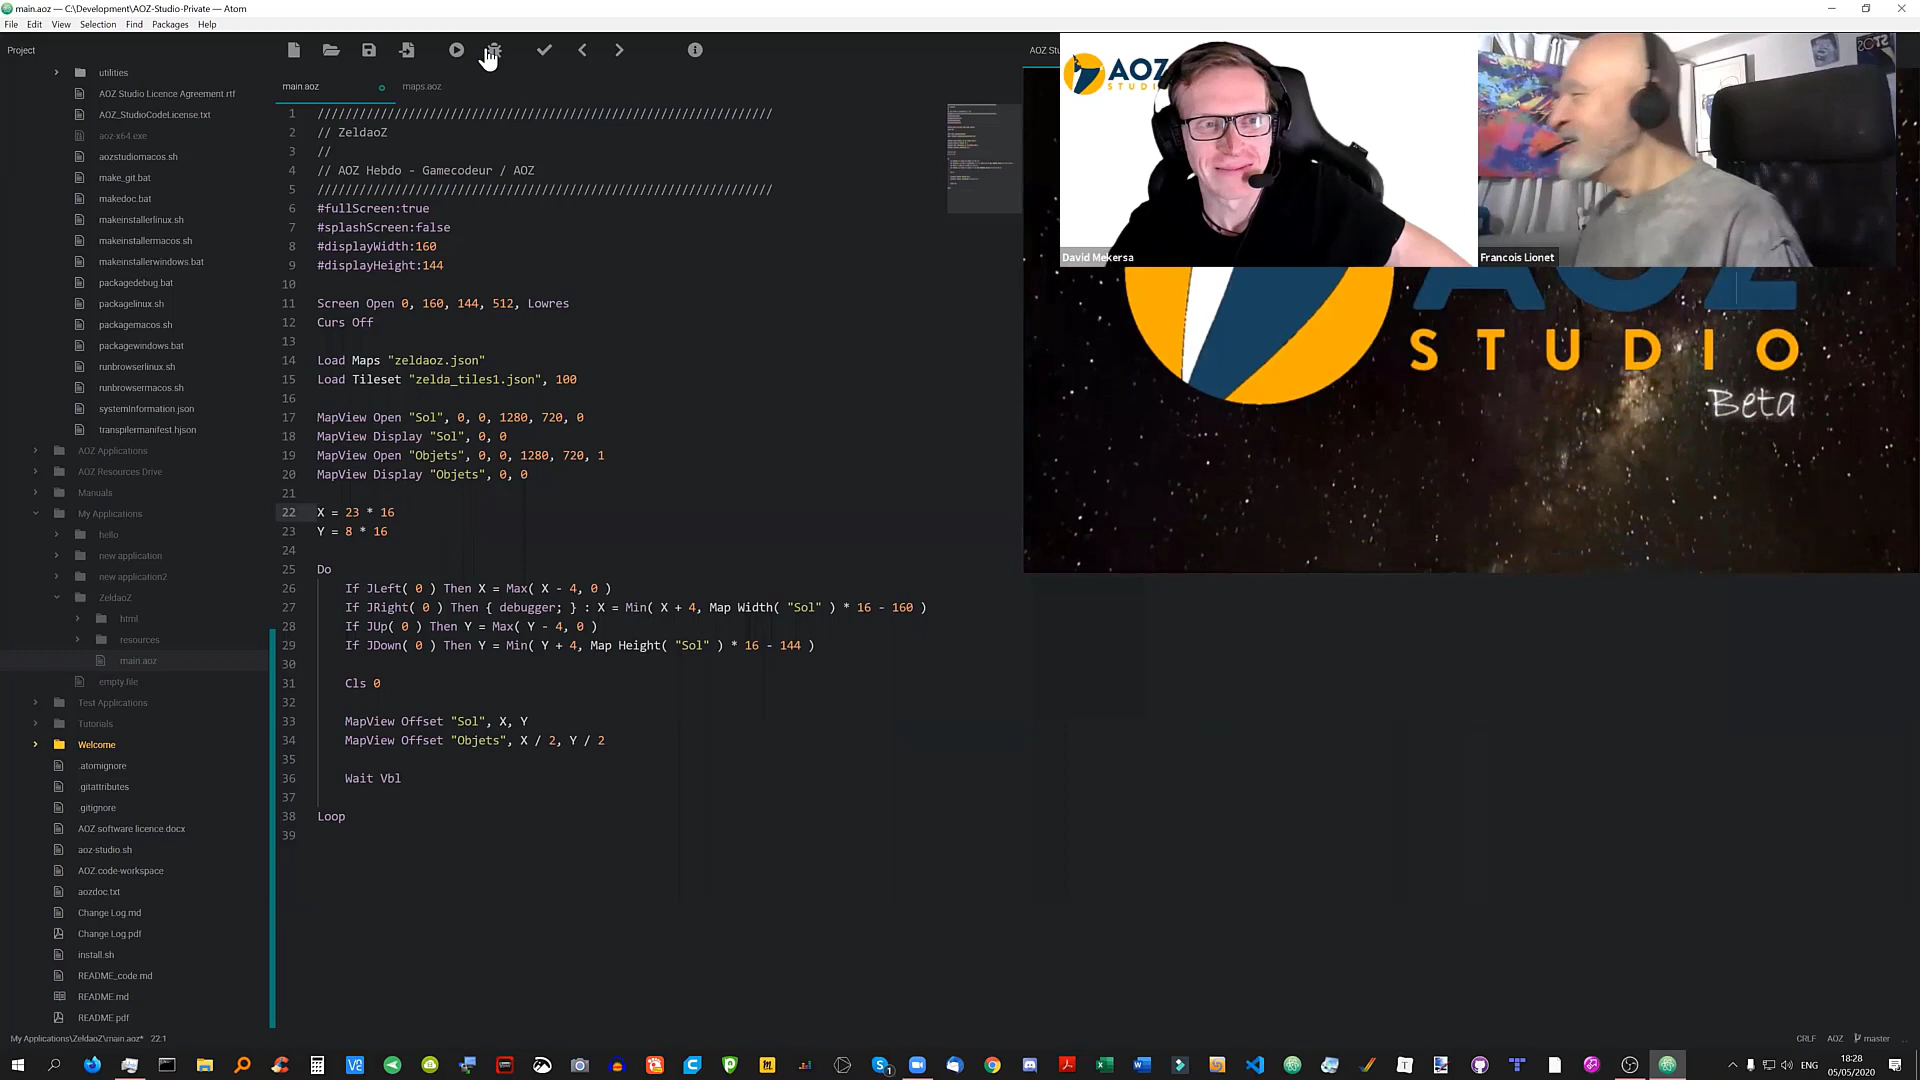 main.aoz — C:\Development\AOZ-Studio-Private — Atom
File Edit View Selection Find Packages Help
Project
utilities
AOZ Studio Licence Agreement.rtf
AOZ_StudioCodeLicense.txt
aoz-x64.exe
aozstudiomacos.sh
make_git.bat
makedoc.bat
makeinstallerlinux.sh
makeinstallermacos.sh
makeinstallerwindows.bat
packagedebug.bat
packagelinux.sh
packagemacos.sh
packagewindows.bat
runbrowserlinux.sh
runbrowsermacos.sh
systemInformation.json
transpilermanifest.hjson
AOZ Applications
AOZ Resources Drive
Manuals
My Applications
hello
new application
new application2
ZeldaoZ
html
resources
main.aoz
empty.file
Test Applications
Tutorials
Welcome
.atomignore
.gitattributes
.gitignore
AOZ software licence.docx
aoz-studio.sh
AOZ.code-workspace
aozdoc.txt
Change Log.md
Change Log.pdf
install.sh
README_code.md
README.md
README.pdf
main.aoz
maps.aoz
1 /////////////////////////////////////////////////////////////////
2 // ZeldaoZ
3 //
4 // AOZ Hebdo - Gamecodeur / AOZ
5 /////////////////////////////////////////////////////////////////
6 #fullScreen:true
7 #splashScreen:false
8 #displayWidth:160
9 #displayHeight:144
10
11 Screen Open 0, 160, 144, 512, Lowres
12 Curs Off
13
14 Load Maps "zeldaoz.json"
15 Load Tileset "zelda_tiles1.json", 100
16
17 MapView Open "Sol", 0, 0, 1280, 720, 0
18 MapView Display "Sol", 0, 0
19 MapView Open "Objets", 0, 0, 1280, 720, 1
20 MapView Display "Objets", 0, 0
21
22 X = 23 * 16
23 Y = 8 * 16
24
25 Do
26 If JLeft( 0 ) Then X = Max( X - 4, 0 )
27 If JRight( 0 ) Then { debugger; } : X = Min( X + 4, Map Width( "Sol" ) * 16 - 160 )
28 If JUp( 0 ) Then Y = Max( Y - 4, 0 )
29 If JDown( 0 ) Then Y = Min( Y + 4, Map Height( "Sol" ) * 16 - 144 )
30
31 Cls 0
32
33 MapView Offset "Sol", X, Y
34 MapView Offset "Objets", X / 2, Y / 2
35
36 Wait Vbl
37
38 Loop
39
AOZ Stu
AOZ
STUDIO
David Mekersa
Francois Lionet
AOZ
STUDIO
Beta
My Applications\ZeldaoZ\main.aoz* 22:1
CRLF AOZ master
ENG
18:28
05/05/2020